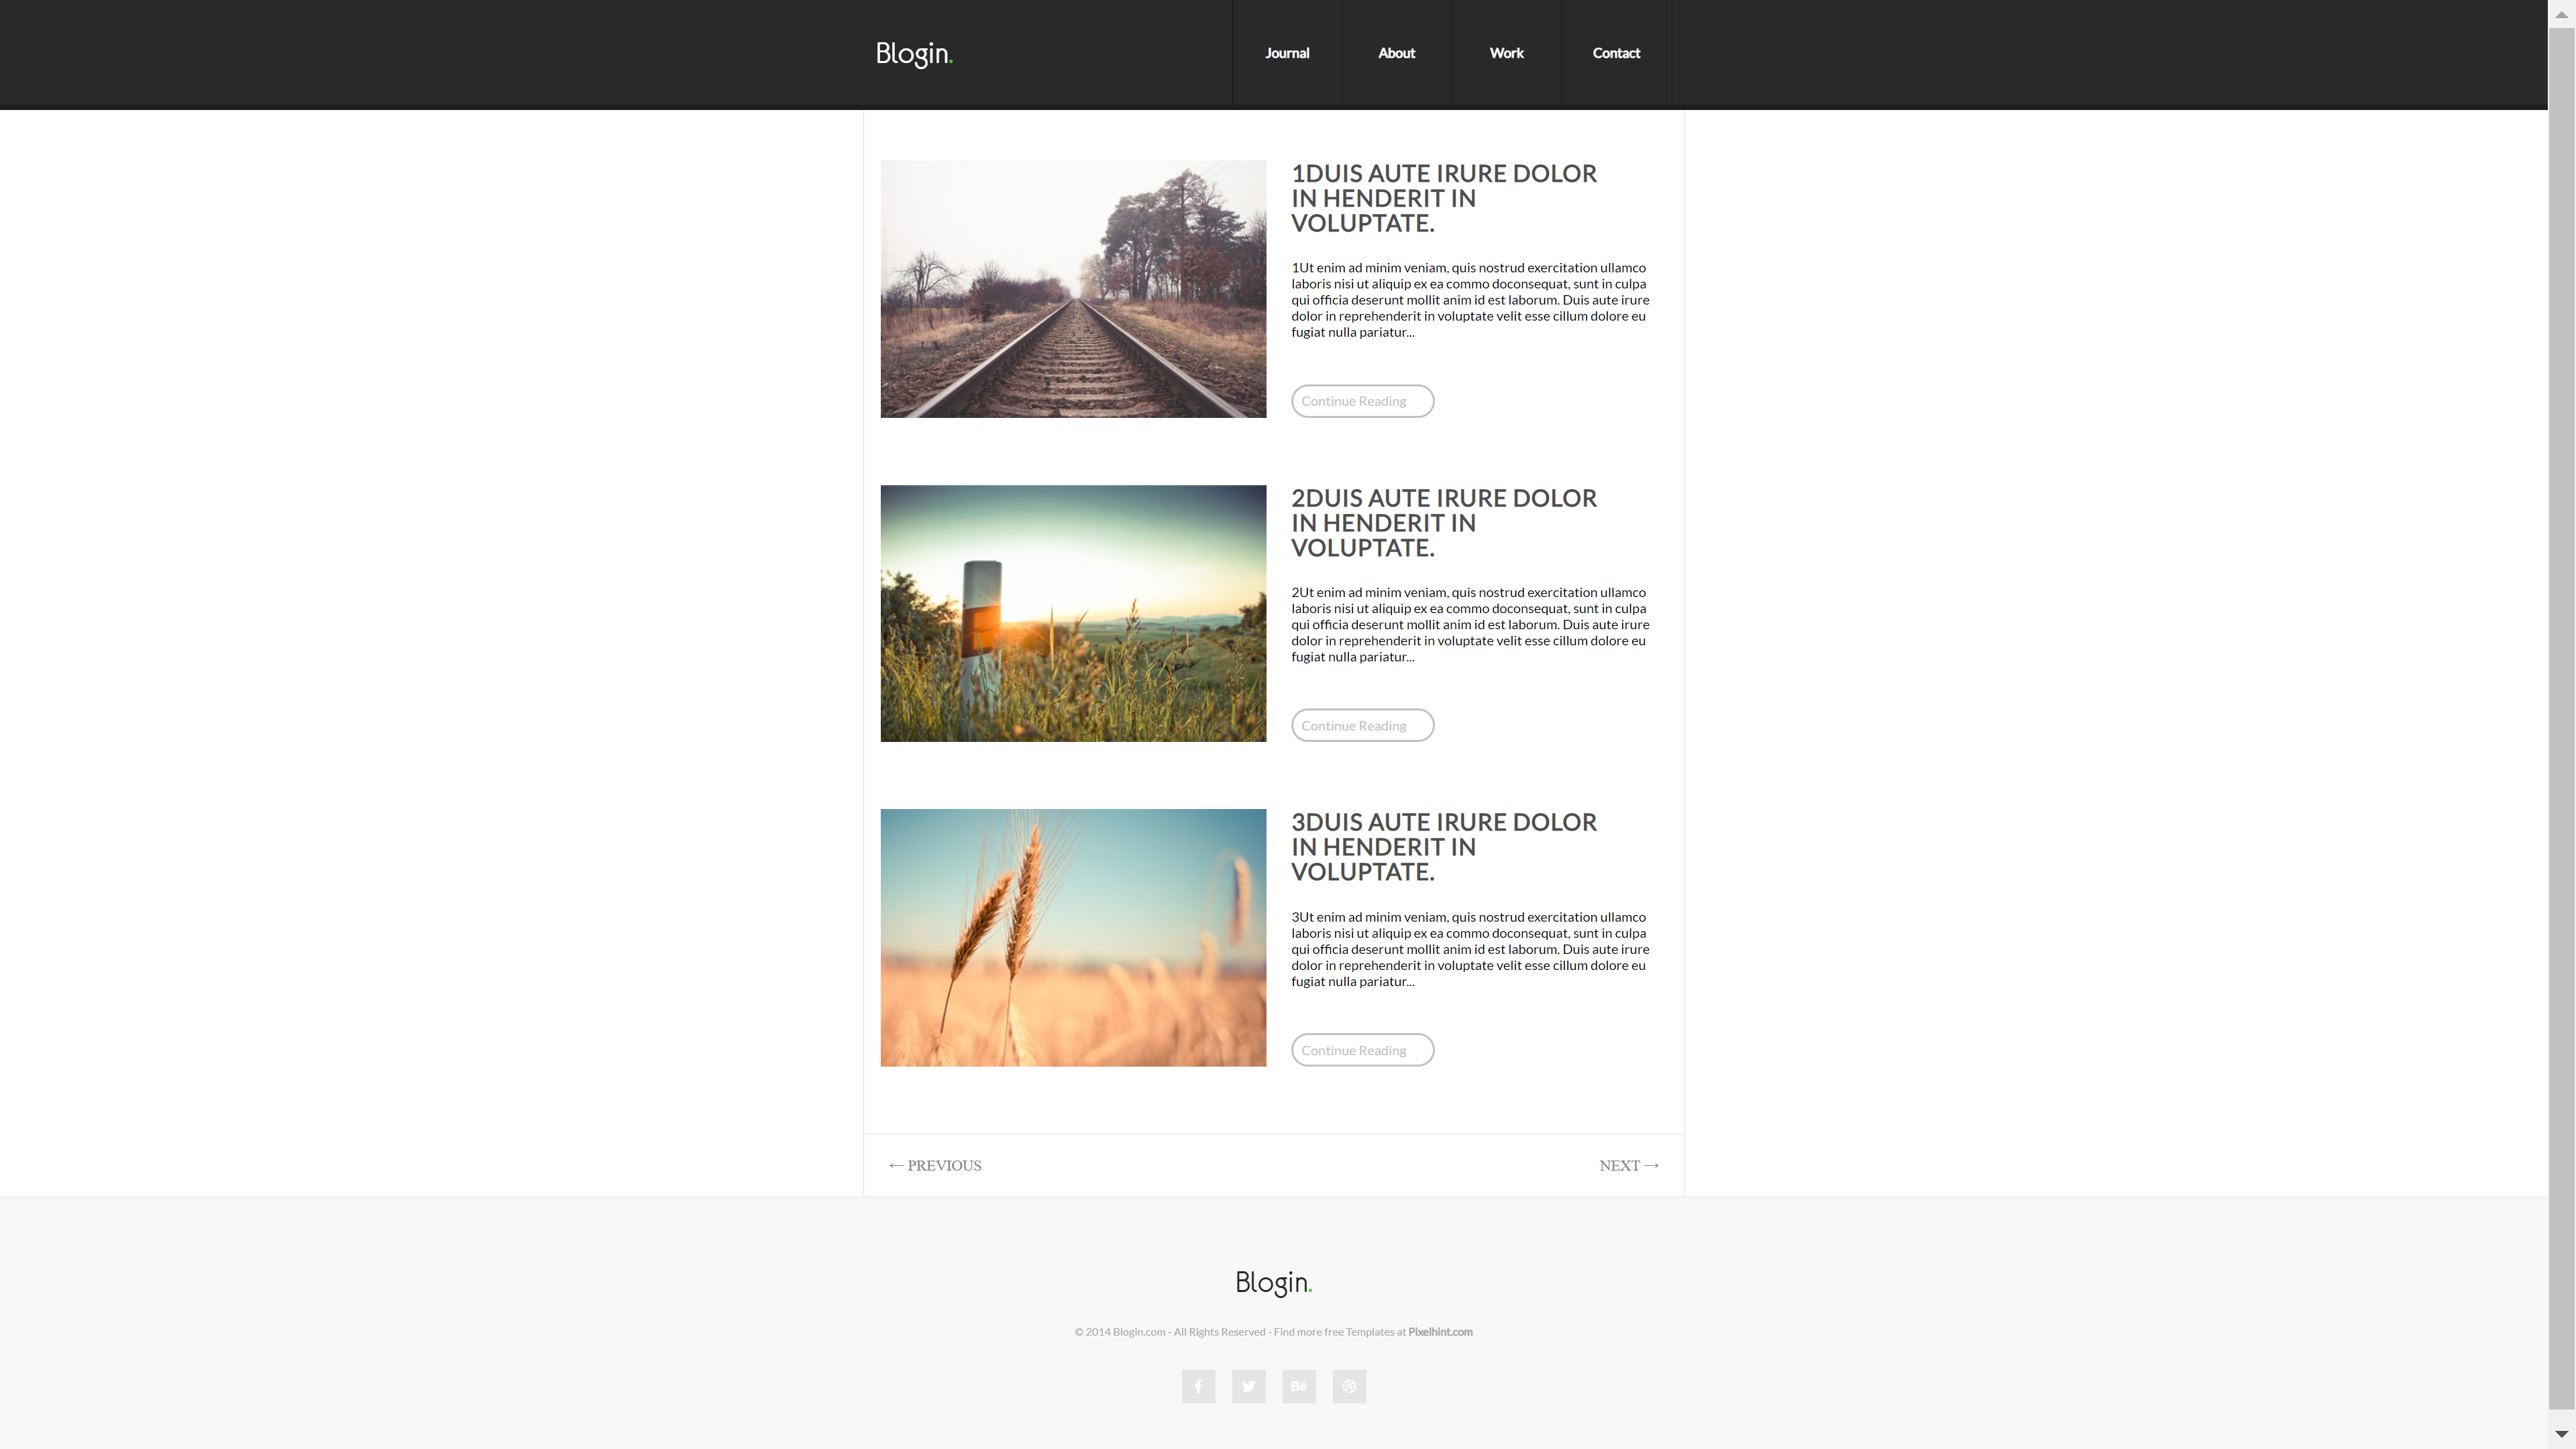 Blogin.
Journal About Work Contact
1DUIS AUTE IRURE DOLOR
IN HENDERIT IN
VOLUPTATE.
1Ut enim ad minim veniam, quis nostrud exercitation ullamco
laboris nisi ut aliquip ex ea commo doconsequat, sunt in culpa
qui officia deserunt mollit anim id est laborum. Duis aute irure
dolor in reprehenderit in voluptate velit esse cillum dolore eu
fugiat nulla pariatur...
Continue Reading
2DUIS AUTE IRURE DOLOR
IN HENDERIT IN
VOLUPTATE.
2Ut enim ad minim veniam, quis nostrud exercitation ullamco
laboris nisi ut aliquip ex ea commo doconsequat, sunt in culpa
qui officia deserunt mollit anim id est laborum. Duis aute irure
dolor in reprehenderit in voluptate velit esse cillum dolore eu
fugiat nulla pariatur...
Continue Reading
3DUIS AUTE IRURE DOLOR
IN HENDERIT IN
VOLUPTATE.
3Ut enim ad minim veniam, quis nostrud exercitation ullamco
laboris nisi ut aliquip ex ea commo doconsequat, sunt in culpa
qui officia deserunt mollit anim id est laborum. Duis aute irure
dolor in reprehenderit in voluptate velit esse cillum dolore eu
fugiat nulla pariatur...
Continue Reading
← PREVIOUS NEXT →
Blogin.
© 2014 Blogin.com - All Rights Reserved - Find more free Templates at Pixelhint.com
Bē